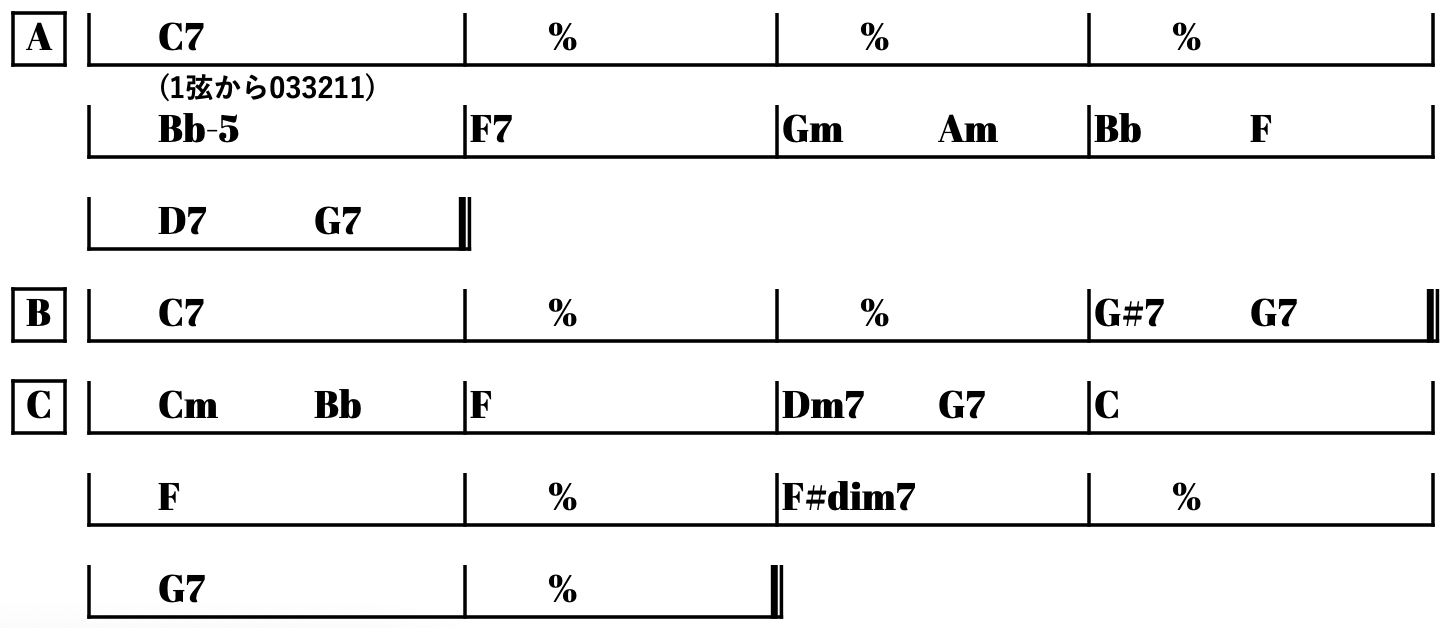 A C7 % % %
(1弦から033211)
Bb-5 F7 Gm Am Bb F
D7 G7
B C7 % % G#7 G7
C Cm Bb F Dm7 G7 C
F % F#dim7 %
G7 %